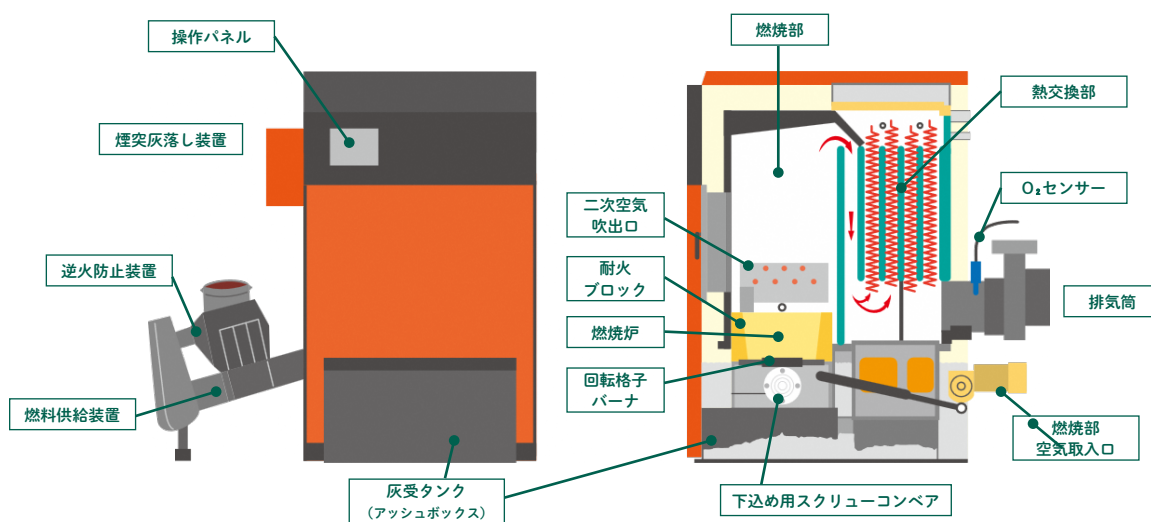 操作パネル
煙突灰落し装置
逆火防止装置
燃料供給装置
灰受タンク
（アッシュボックス）
燃焼部
熱交換部
O₂センサー
二次空気
吹出口
耐火
ブロック
燃焼炉
回転格子
バーナ
排気筒
燃焼部
空気取入口
下込め用スクリューコンベア